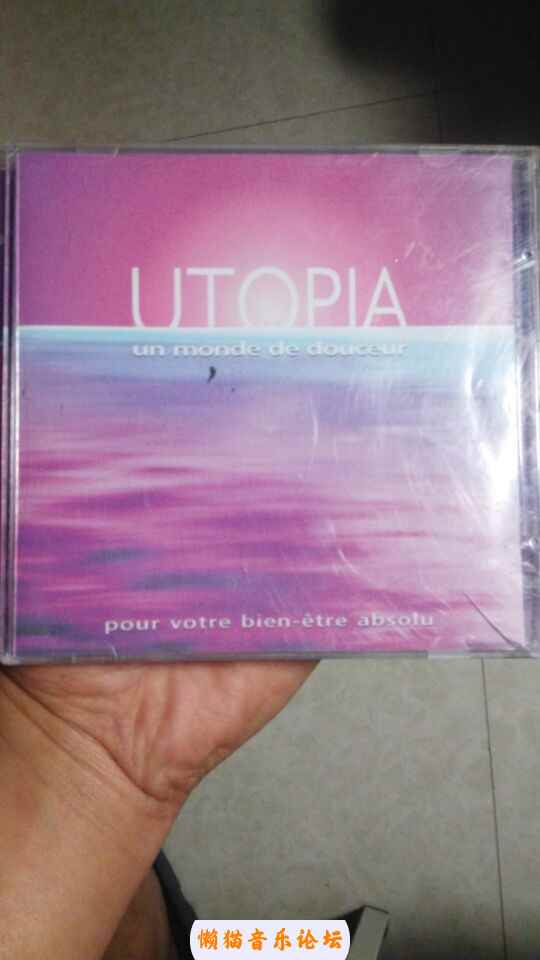 UTOPIA
un monde de douceur
pour votre bien-être absolu
懒猫音乐论坛